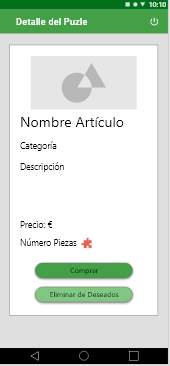 10:10
Detalle del Puzle
Nombre Artículo
Categoría
Descripción
Precio: €
Número Piezas
Comprar
Eliminar de Deseados